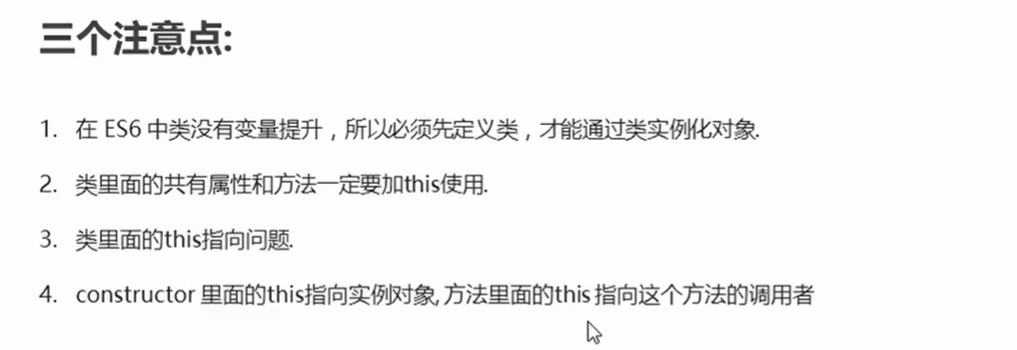 三个注意点:
1. 在 ES6 中类没有变量提升，所以必须先定义类，才能通过类实例化对象.
2. 类里面的共有属性和方法一定要加this使用.
3. 类里面的this指向问题.
4. constructor 里面的this指向实例对象, 方法里面的this 指向这个方法的调用者